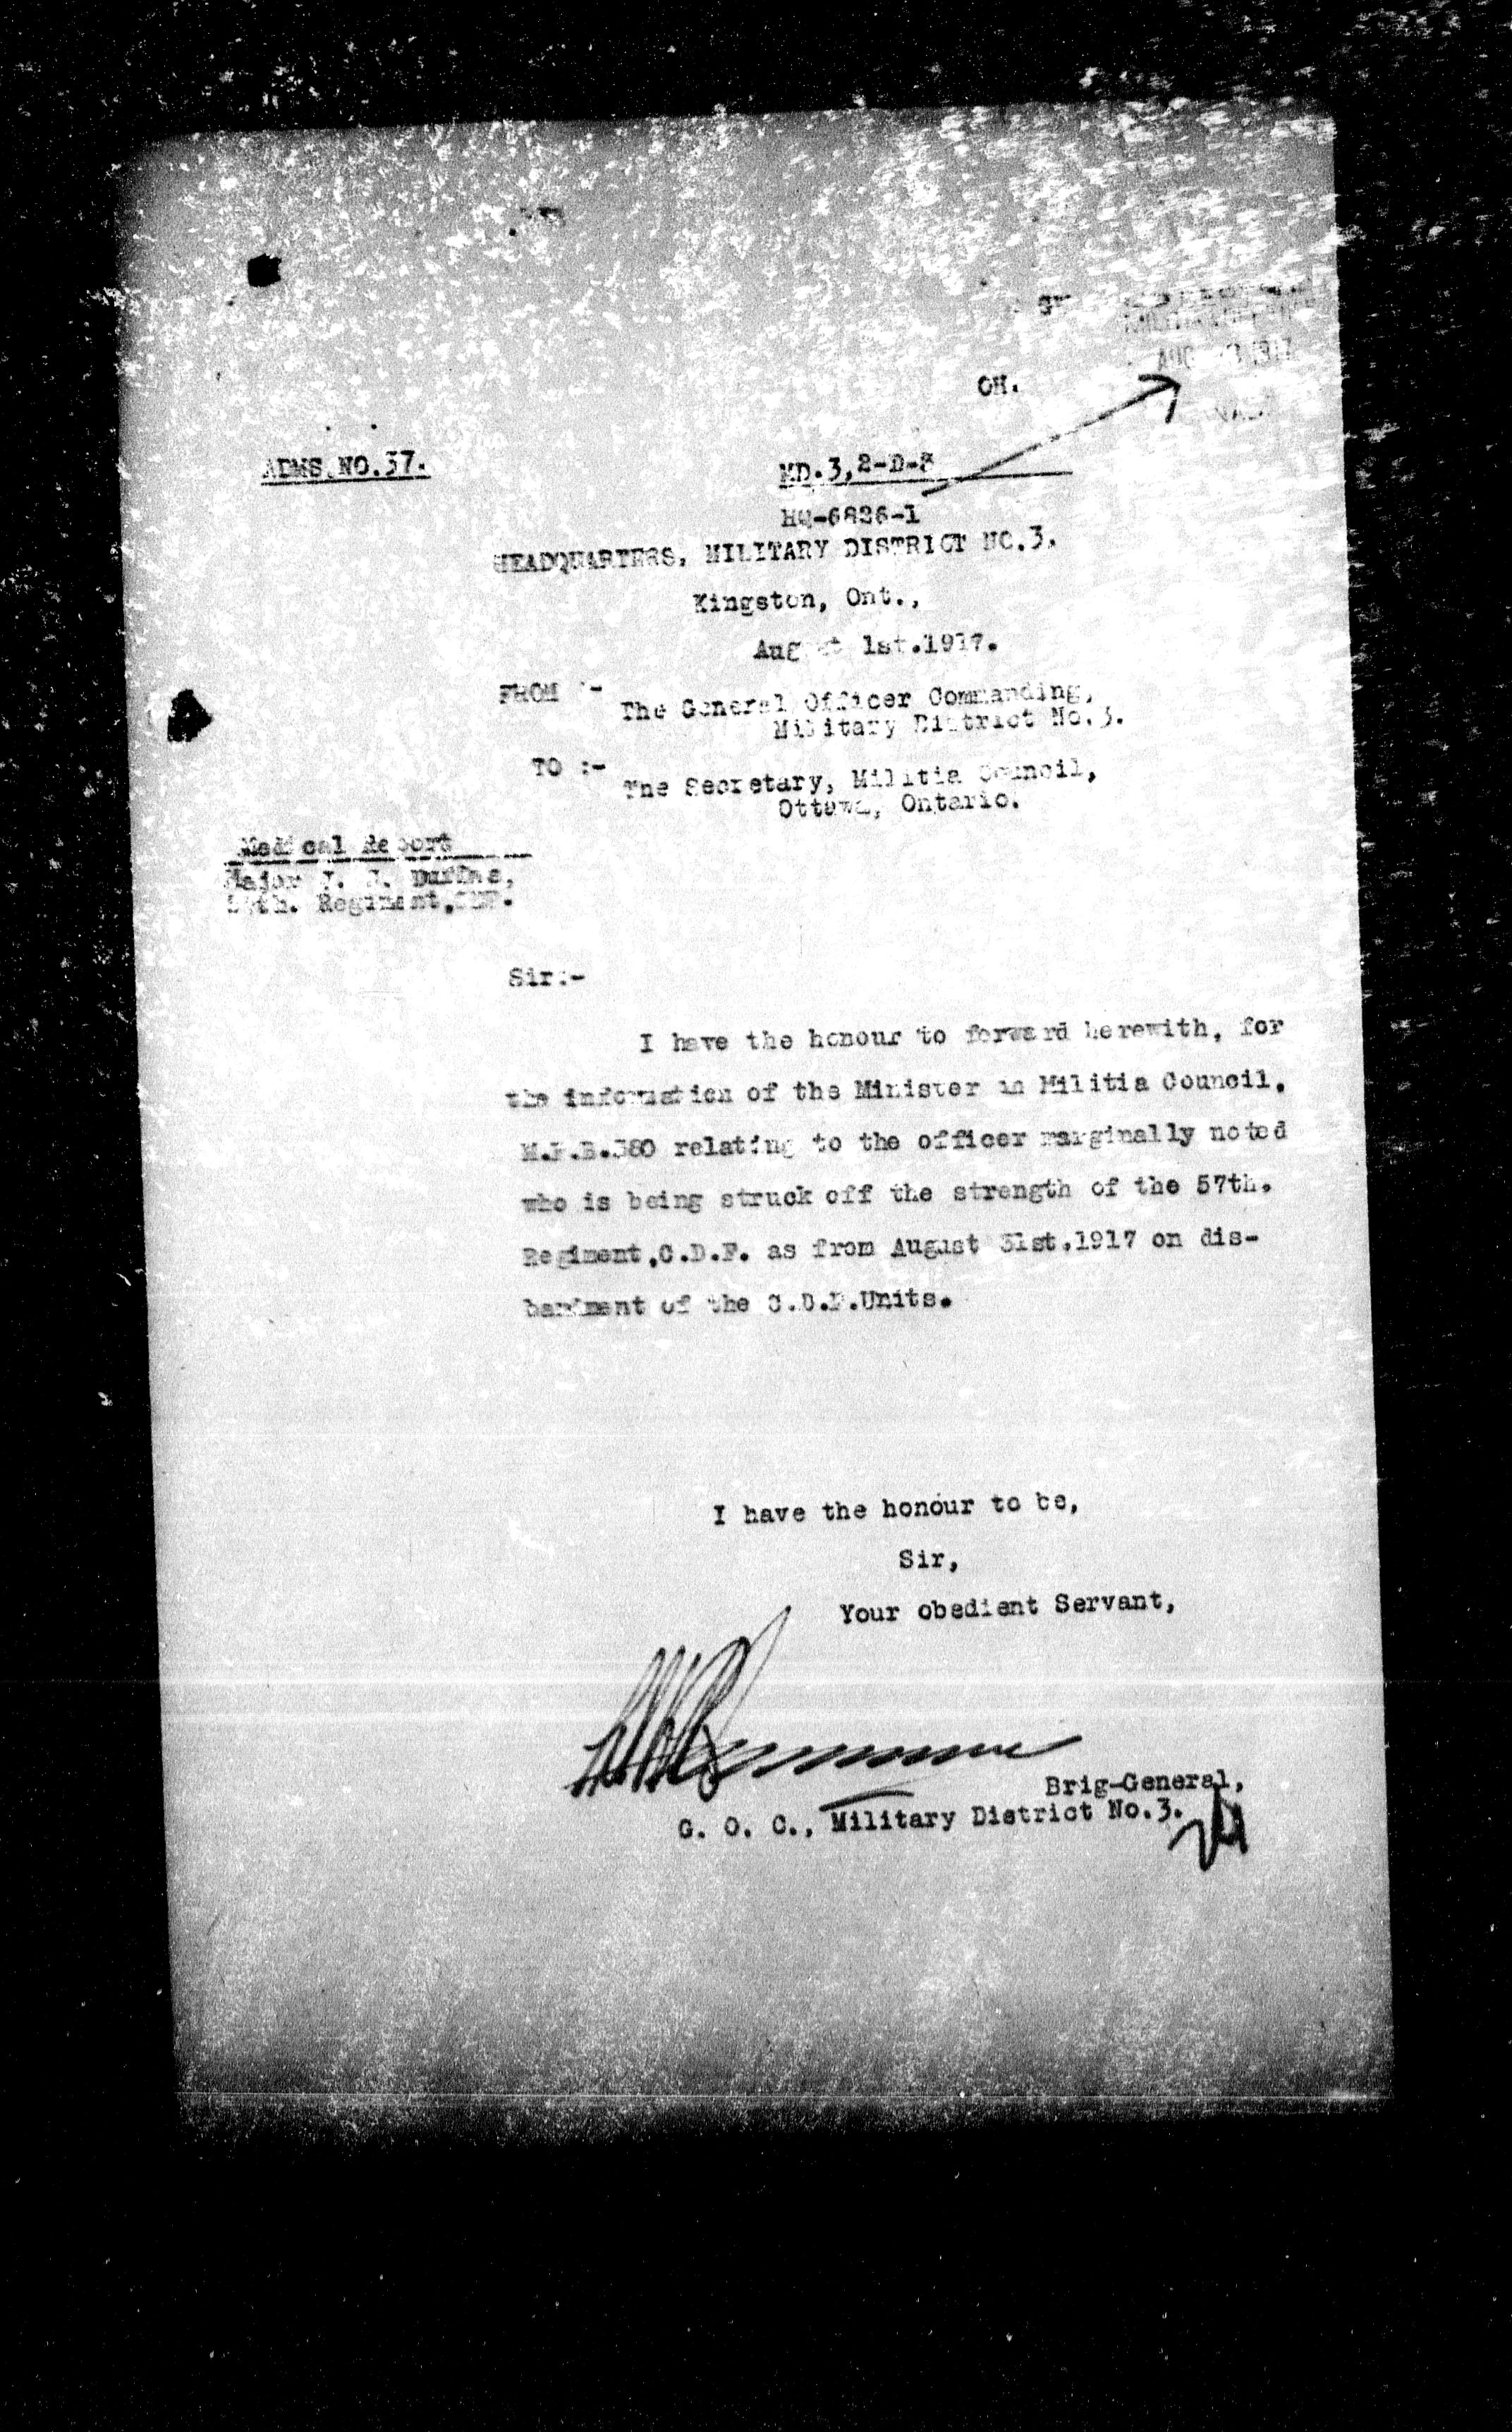 AUG 1917
OH.
ADMS NO.37.
MD.3, 2-D-
HQ-6826-1
HEADQUARTERS, MILITARY DISTRICT NO.3.
Kingston, Ont.,
August 1st.1917.
FROM :-
The General Officer Commanding,
Military District No.3.
TO :-
The Secretary, Militia Council,
Ottawa, Ontario.
Medical Report
Major
Regiment,
Sir:-
I have the honour to forward herewith, for
the information of the Minister in Militia Council,
relating to the officer marginally noted
who is being struck off the strength of the 57th.
Regiment,C.D.F. as from August 31st.1917 on dis-
bandment of the C.D.F.Units.
I have the honour to be,
Sir,
Your obedient Servant,
Brig-General,
G. O. C., Military District No.3.